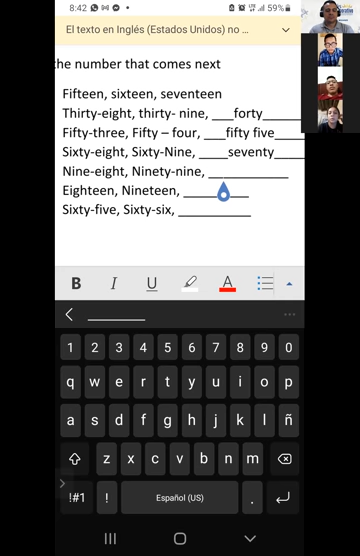 8:42 59%
El texto en Inglés (Estados Unidos) no ...
the number that comes next
Fifteen, sixteen, seventeen
Thirty-eight, thirty- nine, ___forty______
Fifty-three, Fifty – four, ___fifty five____
Sixty-eight, Sixty-Nine, ____seventy____
Nine-eight, Ninety-nine, ___________
Eighteen, Nineteen, _________
Sixty-five, Sixty-six, __________
B I U A
1 2 3 4 5 6 7 8 9 0
q w e r t y u i o p
a s d f g h j k l ñ
z x c v b n m
!#1 ! Español (US) .